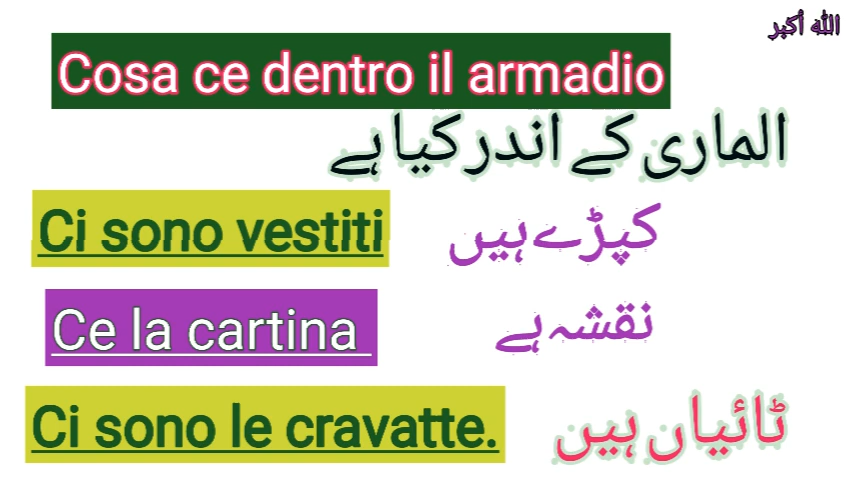 الله أكبر
Cosa ce dentro il armadio
الماری کے اندر کیا ہے
Ci sono vestiti کپڑے ہیں
Ce la cartina نقشہ ہے
Ci sono le cravatte. ٹائیاں ہیں